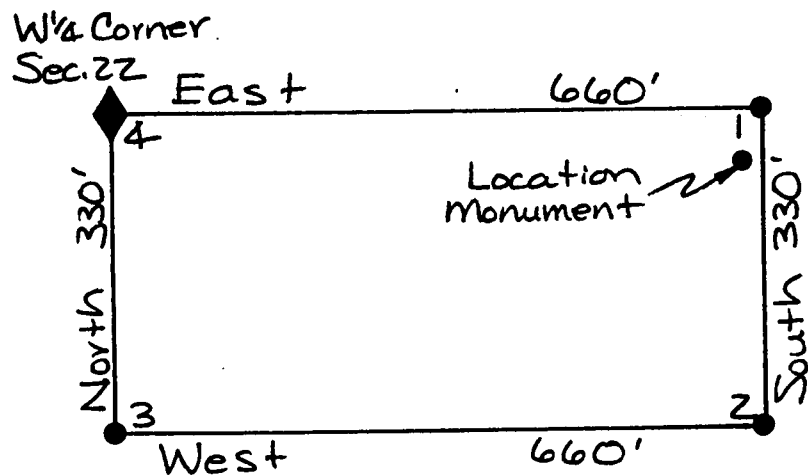 W¼ Corner
Sec. 22
East 660'
4
1
Location
Monument
North 330'
South 330'
3
2
West 660'